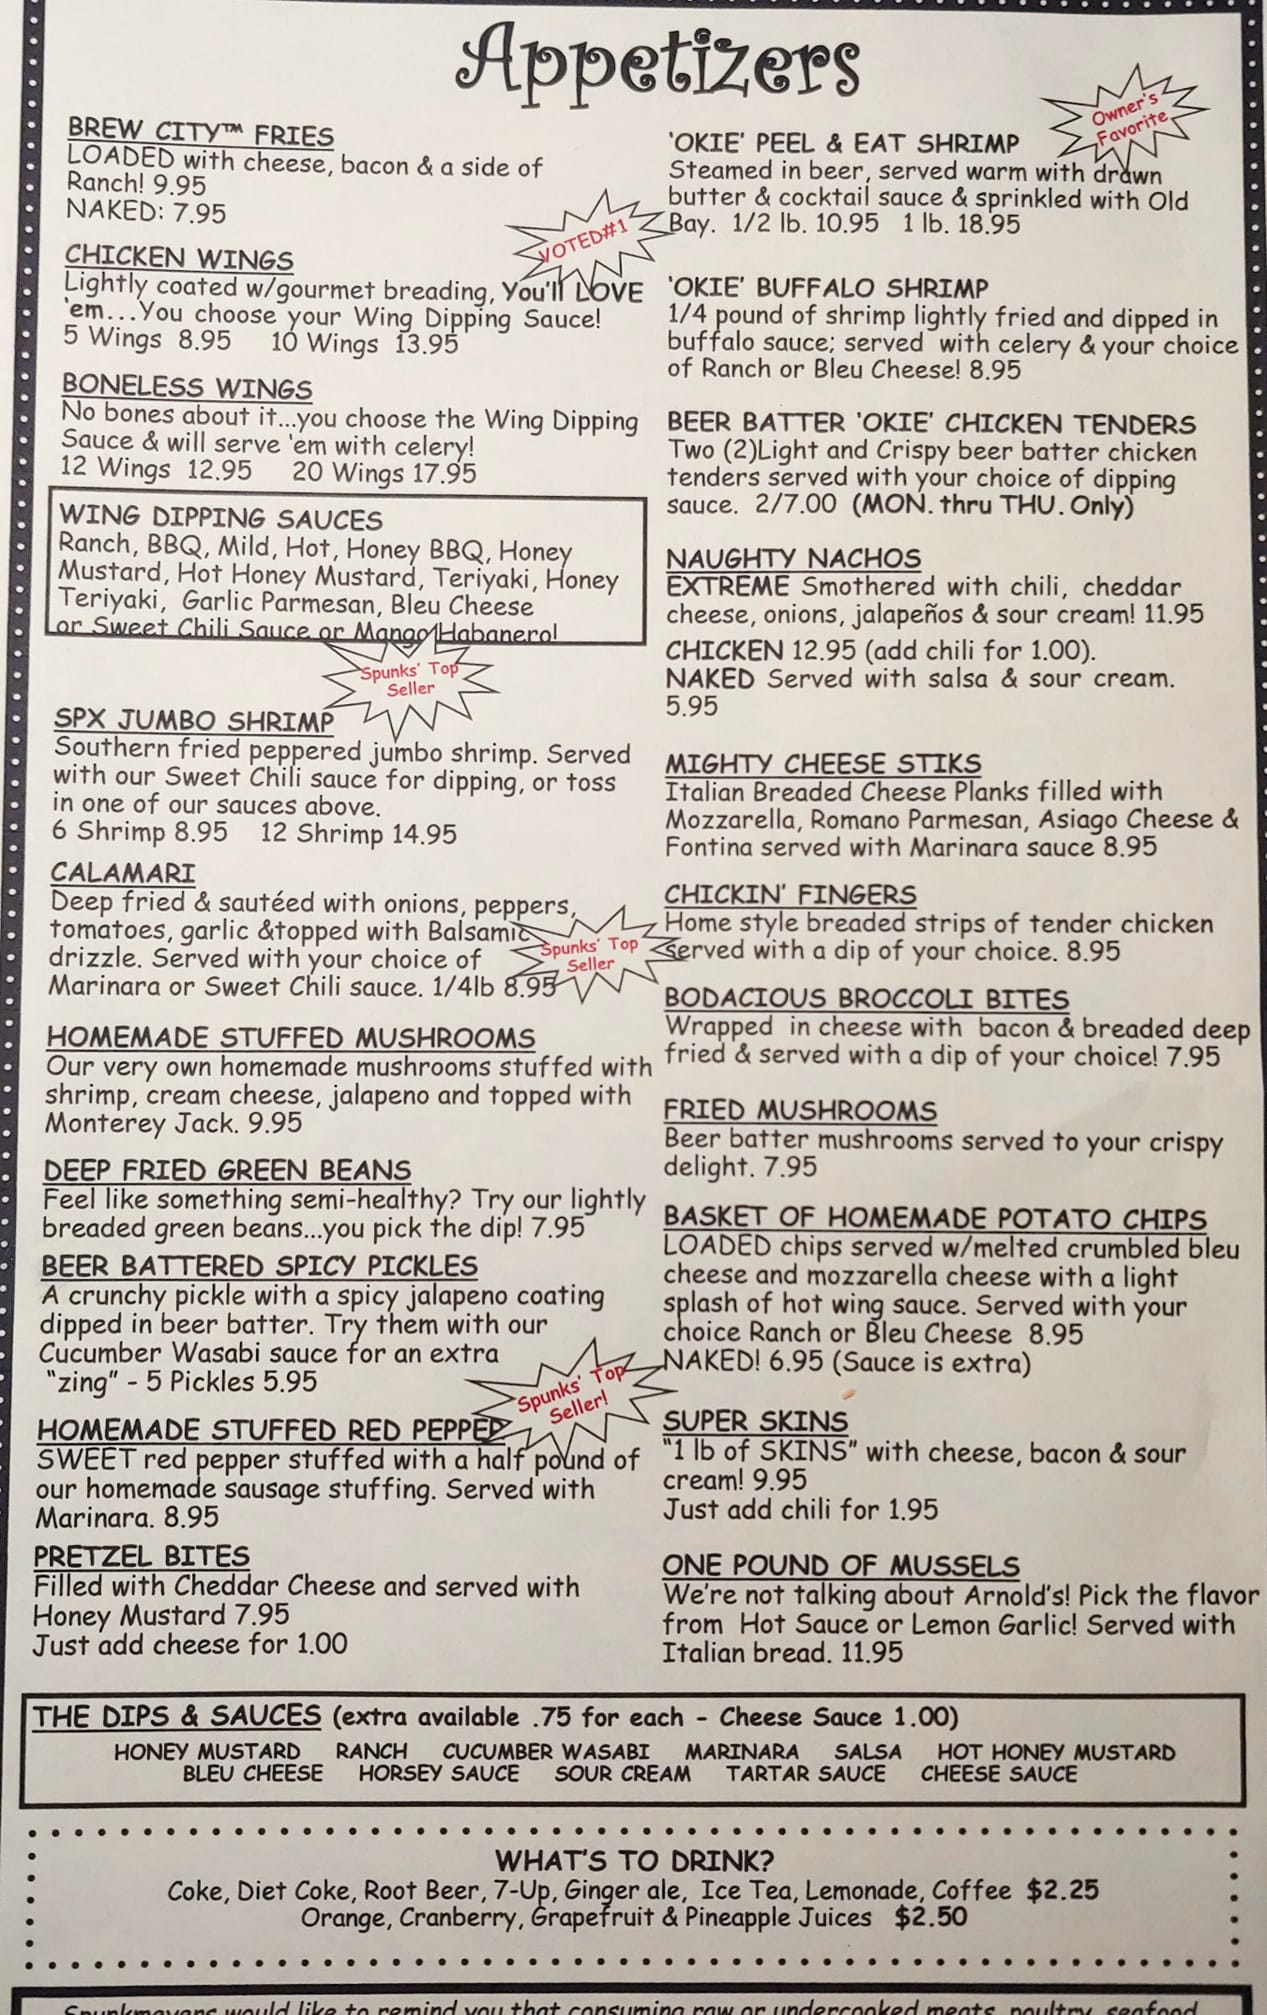 Appetizers
BREW CITY™ FRIES
LOADED with cheese, bacon & a side of
Ranch! 9.95
NAKED: 7.95
VOTED#1
CHICKEN WINGS
Lightly coated w/gourmet breading, You'll LOVE
'em...You choose your Wing Dipping Sauce!
5 Wings 8.95 10 Wings 13.95
BONELESS WINGS
No bones about it...you choose the Wing Dipping
Sauce & will serve 'em with celery!
12 Wings 12.95 20 Wings 17.95
WING DIPPING SAUCES
Ranch, BBQ, Mild, Hot, Honey BBQ, Honey
Mustard, Hot Honey Mustard, Teriyaki, Honey
Teriyaki, Garlic Parmesan, Bleu Cheese
or Sweet Chili Sauce or Mango Habanero!
Spunks' Top
Seller
SPX JUMBO SHRIMP
Southern fried peppered jumbo shrimp. Served
with our Sweet Chili sauce for dipping, or toss
in one of our sauces above.
6 Shrimp 8.95 12 Shrimp 14.95
CALAMARI
Deep fried & sautéed with onions, peppers,
tomatoes, garlic &topped with Balsamic
drizzle. Served with your choice of
Marinara or Sweet Chili sauce. 1/4lb 8.95
Spunks' Top
Seller
HOMEMADE STUFFED MUSHROOMS
Our very own homemade mushrooms stuffed with
shrimp, cream cheese, jalapeno and topped with
Monterey Jack. 9.95
DEEP FRIED GREEN BEANS
Feel like something semi-healthy? Try our lightly
breaded green beans...you pick the dip! 7.95
BEER BATTERED SPICY PICKLES
A crunchy pickle with a spicy jalapeno coating
dipped in beer batter. Try them with our
Cucumber Wasabi sauce for an extra
"zing" - 5 Pickles 5.95
Spunks' Top
Seller!
HOMEMADE STUFFED RED PEPPER
SWEET red pepper stuffed with a half pound of
our homemade sausage stuffing. Served with
Marinara. 8.95
PRETZEL BITES
Filled with Cheddar Cheese and served with
Honey Mustard 7.95
Just add cheese for 1.00
Owner's
Favorite
'OKIE' PEEL & EAT SHRIMP
Steamed in beer, served warm with drawn
butter & cocktail sauce & sprinkled with Old
Bay. 1/2 lb. 10.95 1 lb. 18.95
'OKIE' BUFFALO SHRIMP
1/4 pound of shrimp lightly fried and dipped in
buffalo sauce; served with celery & your choice
of Ranch or Bleu Cheese! 8.95
BEER BATTER 'OKIE' CHICKEN TENDERS
Two (2)Light and Crispy beer batter chicken
tenders served with your choice of dipping
sauce. 2/7.00 (MON. thru THU. Only)
NAUGHTY NACHOS
EXTREME Smothered with chili, cheddar
cheese, onions, jalapeños & sour cream! 11.95
CHICKEN 12.95 (add chili for 1.00).
NAKED Served with salsa & sour cream.
5.95
MIGHTY CHEESE STIKS
Italian Breaded Cheese Planks filled with
Mozzarella, Romano Parmesan, Asiago Cheese &
Fontina served with Marinara sauce 8.95
CHICKIN' FINGERS
Home style breaded strips of tender chicken
served with a dip of your choice. 8.95
BODACIOUS BROCCOLI BITES
Wrapped in cheese with bacon & breaded deep
fried & served with a dip of your choice! 7.95
FRIED MUSHROOMS
Beer batter mushrooms served to your crispy
delight. 7.95
BASKET OF HOMEMADE POTATO CHIPS
LOADED chips served w/melted crumbled bleu
cheese and mozzarella cheese with a light
splash of hot wing sauce. Served with your
choice Ranch or Bleu Cheese 8.95
NAKED! 6.95 (Sauce is extra)
SUPER SKINS
"1 lb of SKINS" with cheese, bacon & sour
cream! 9.95
Just add chili for 1.95
ONE POUND OF MUSSELS
We're not talking about Arnold's! Pick the flavor
from Hot Sauce or Lemon Garlic! Served with
Italian bread. 11.95
THE DIPS & SAUCES (extra available .75 for each - Cheese Sauce 1.00)
HONEY MUSTARD RANCH CUCUMBER WASABI MARINARA SALSA HOT HONEY MUSTARD
BLEU CHEESE HORSEY SAUCE SOUR CREAM TARTAR SAUCE CHEESE SAUCE
WHAT'S TO DRINK?
Coke, Diet Coke, Root Beer, 7-Up, Ginger ale, Ice Tea, Lemonade, Coffee $2.25
Orange, Cranberry, Grapefruit & Pineapple Juices $2.50
Spunkmeyers would like to remind you that consuming raw or undercooked meats, poultry, seafood